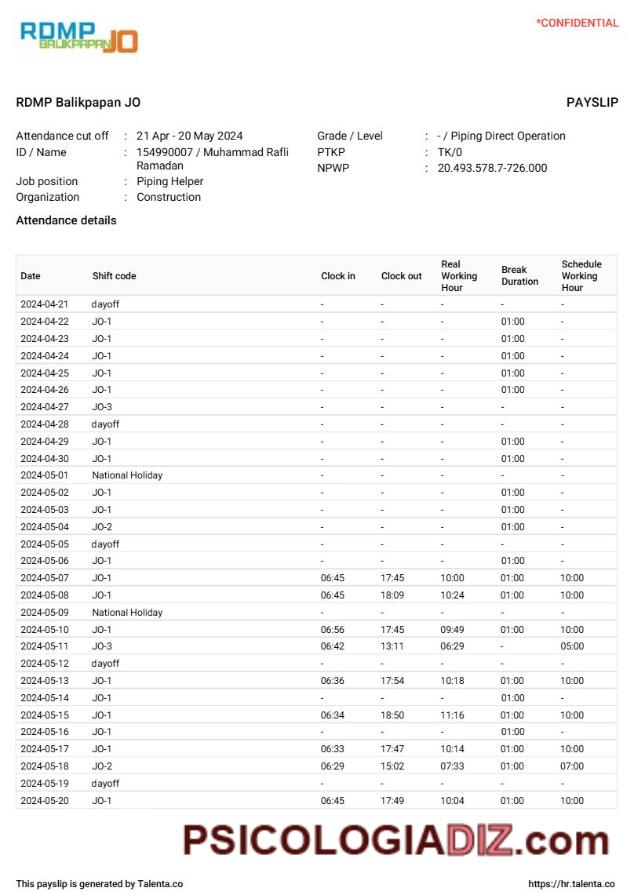 RDMP
BALIKPAPAN JO
*CONFIDENTIAL
RDMP Balikpapan JO PAYSLIP
Attendance cut off : 21 Apr - 20 May 2024 Grade / Level : - / Piping Direct Operation
ID / Name : 154990007 / Muhammad Rafli PTKP : TK/0
Ramadan NPWP : 20.493.578.7-726.000
Job position : Piping Helper
Organization : Construction
Attendance details
Date Shift code Clock in Clock out Real Working Hour Break Duration Schedule Working Hour
2024-04-21 dayoff - - - - -
2024-04-22 JO-1 - - - 01:00 -
2024-04-23 JO-1 - - - 01:00 -
2024-04-24 JO-1 - - - 01:00 -
2024-04-25 JO-1 - - - 01:00 -
2024-04-26 JO-1 - - - 01:00 -
2024-04-27 JO-3 - - - - -
2024-04-28 dayoff - - - - -
2024-04-29 JO-1 - - - 01:00 -
2024-04-30 JO-1 - - - 01:00 -
2024-05-01 National Holiday - - - - -
2024-05-02 JO-1 - - - 01:00 -
2024-05-03 JO-1 - - - 01:00 -
2024-05-04 JO-2 - - - 01:00 -
2024-05-05 dayoff - - - - -
2024-05-06 JO-1 - - - 01:00 -
2024-05-07 JO-1 06:45 17:45 10:00 01:00 10:00
2024-05-08 JO-1 06:45 18:09 10:24 01:00 10:00
2024-05-09 National Holiday - - - - -
2024-05-10 JO-1 06:56 17:45 09:49 01:00 10:00
2024-05-11 JO-3 06:42 13:11 06:29 - 05:00
2024-05-12 dayoff - - - - -
2024-05-13 JO-1 06:36 17:54 10:18 01:00 10:00
2024-05-14 JO-1 - - - 01:00 -
2024-05-15 JO-1 06:34 18:50 11:16 01:00 10:00
2024-05-16 JO-1 - - - 01:00 -
2024-05-17 JO-1 06:33 17:47 10:14 01:00 10:00
2024-05-18 JO-2 06:29 15:02 07:33 01:00 07:00
2024-05-19 dayoff - - - - -
2024-05-20 JO-1 06:45 17:49 10:04 01:00 10:00
PSICOLOGIADIZ.com
This payslip is generated by Talenta.co https://hr.talenta.co